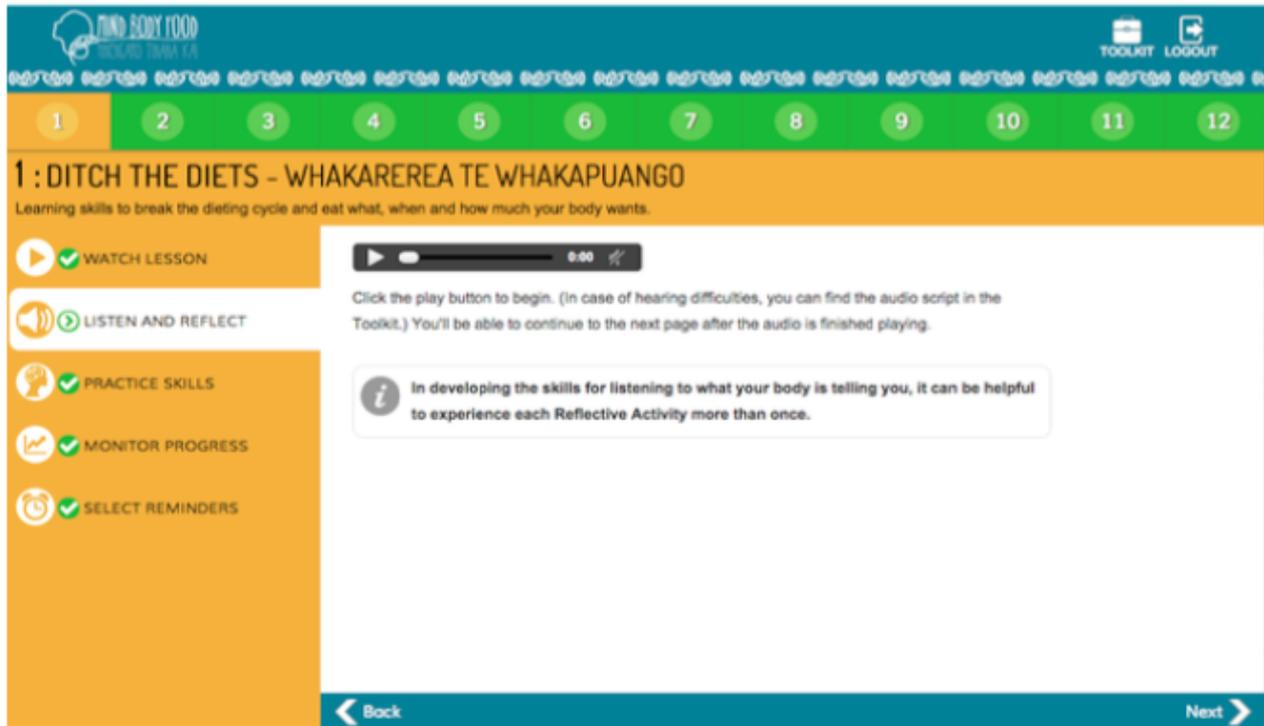 MIND BODY FOOD
TOOLKIT LOGOUT
1 2 3 4 5 6 7 8 9 10 11 12
1 : DITCH THE DIETS - WHAKAREREA TE WHAKAPUANGO
Learning skills to break the dieting cycle and eat what, when and how much your body wants.
WATCH LESSON
LISTEN AND REFLECT
PRACTICE SKILLS
MONITOR PROGRESS
SELECT REMINDERS
0:00
Click the play button to begin. (In case of hearing difficulties, you can find the audio script in the
Toolkit.) You'll be able to continue to the next page after the audio is finished playing.
i
In developing the skills for listening to what your body is telling you, it can be helpful
to experience each Reflective Activity more than once.
Back
Next